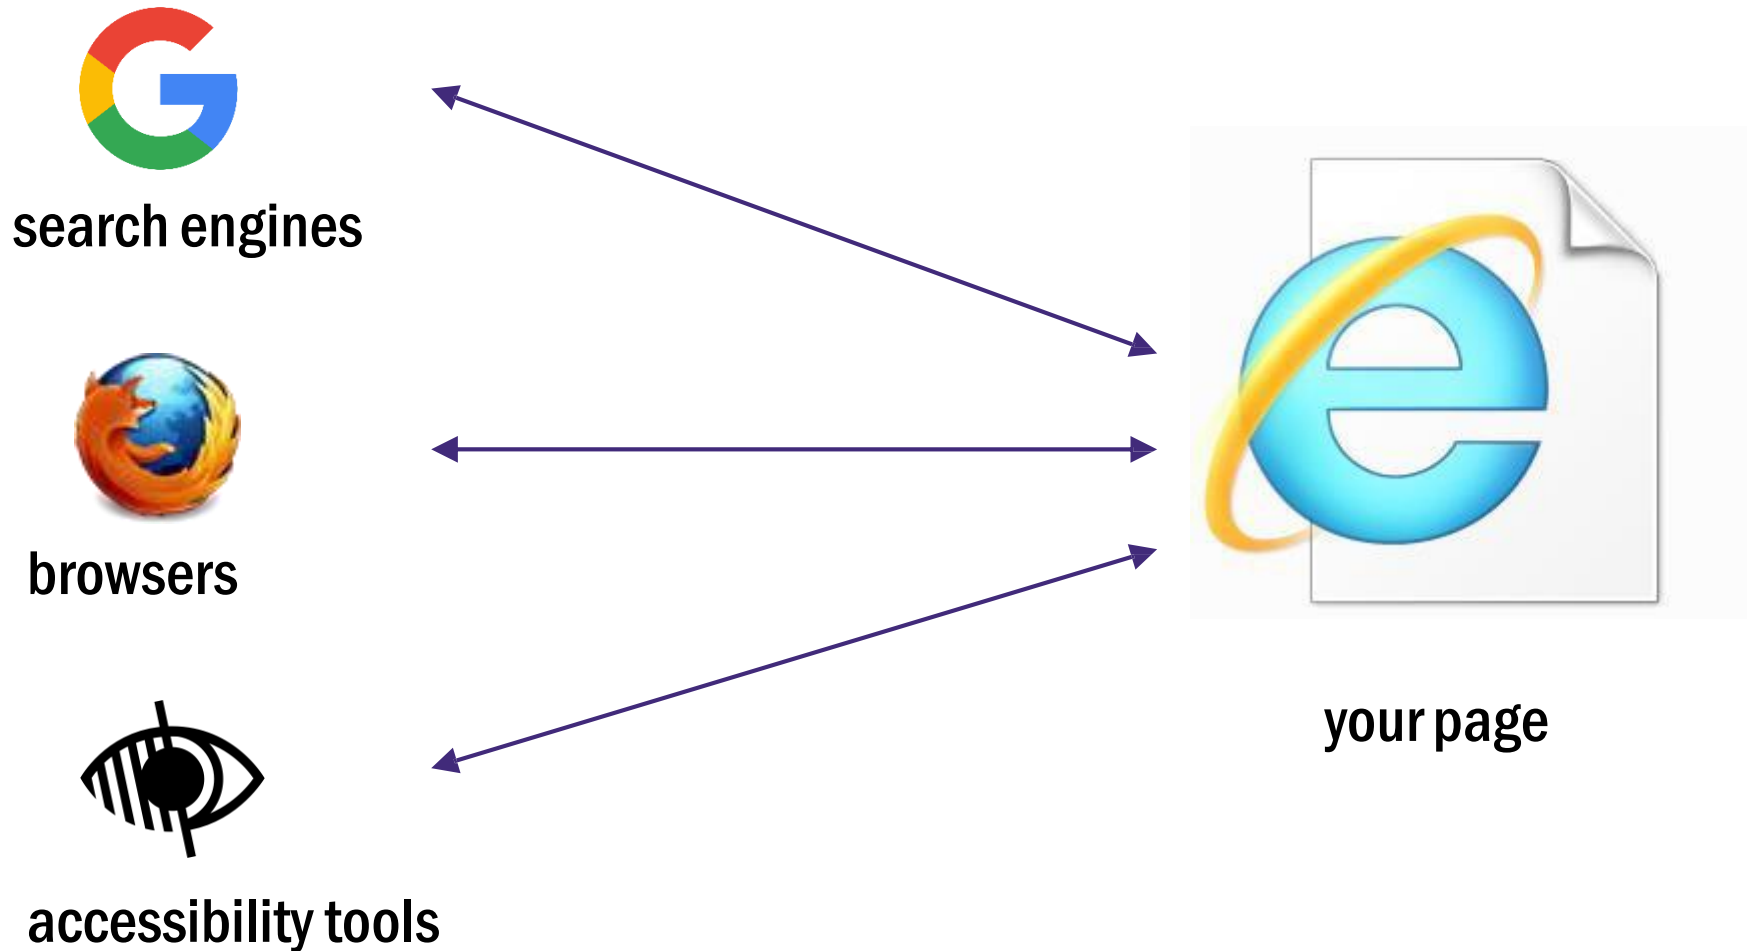 search engines
browsers
your page
accessibility tools